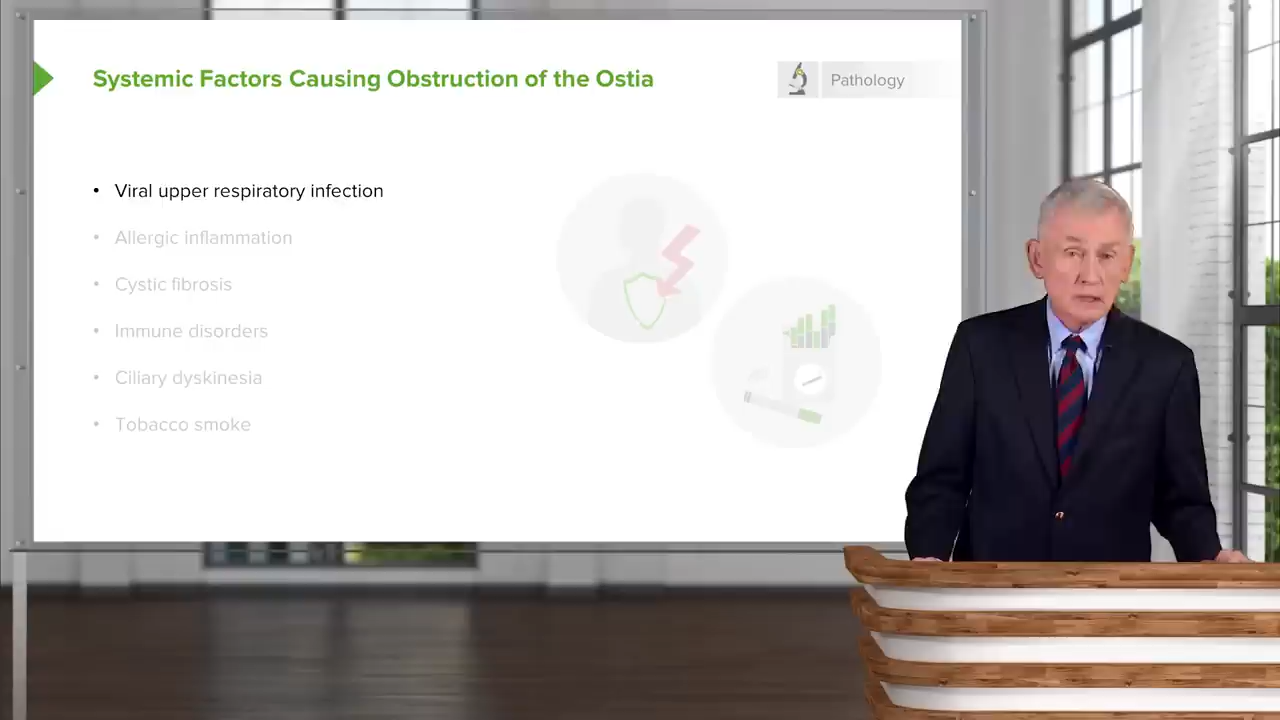 Systemic Factors Causing Obstruction of the Ostia
Pathology
• Viral upper respiratory infection
• Allergic inflammation
• Cystic fibrosis
• Immune disorders
• Ciliary dyskinesia
• Tobacco smoke